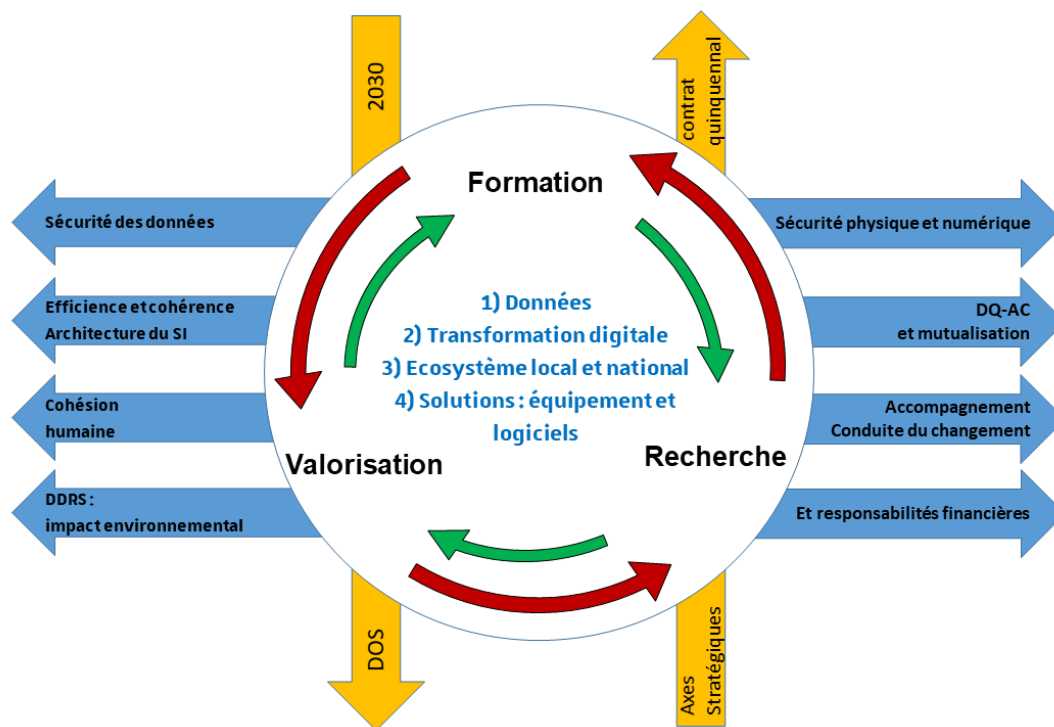 2030
contrat
quinquennal
Formation
Sécurité des données
Sécurité physique et numérique
Efficience et cohérence
Architecture du SI
1) Données
2) Transformation digitale
3) Ecosystème local et national
4) Solutions : équipement et
logiciels
DQ-AC
et mutualisation
Cohésion
humaine
Accompagnement
Conduite du changement
Valorisation
Recherche
DDRS :
impact environnemental
Et responsabilités financières
DOS
Axes
Stratégiques